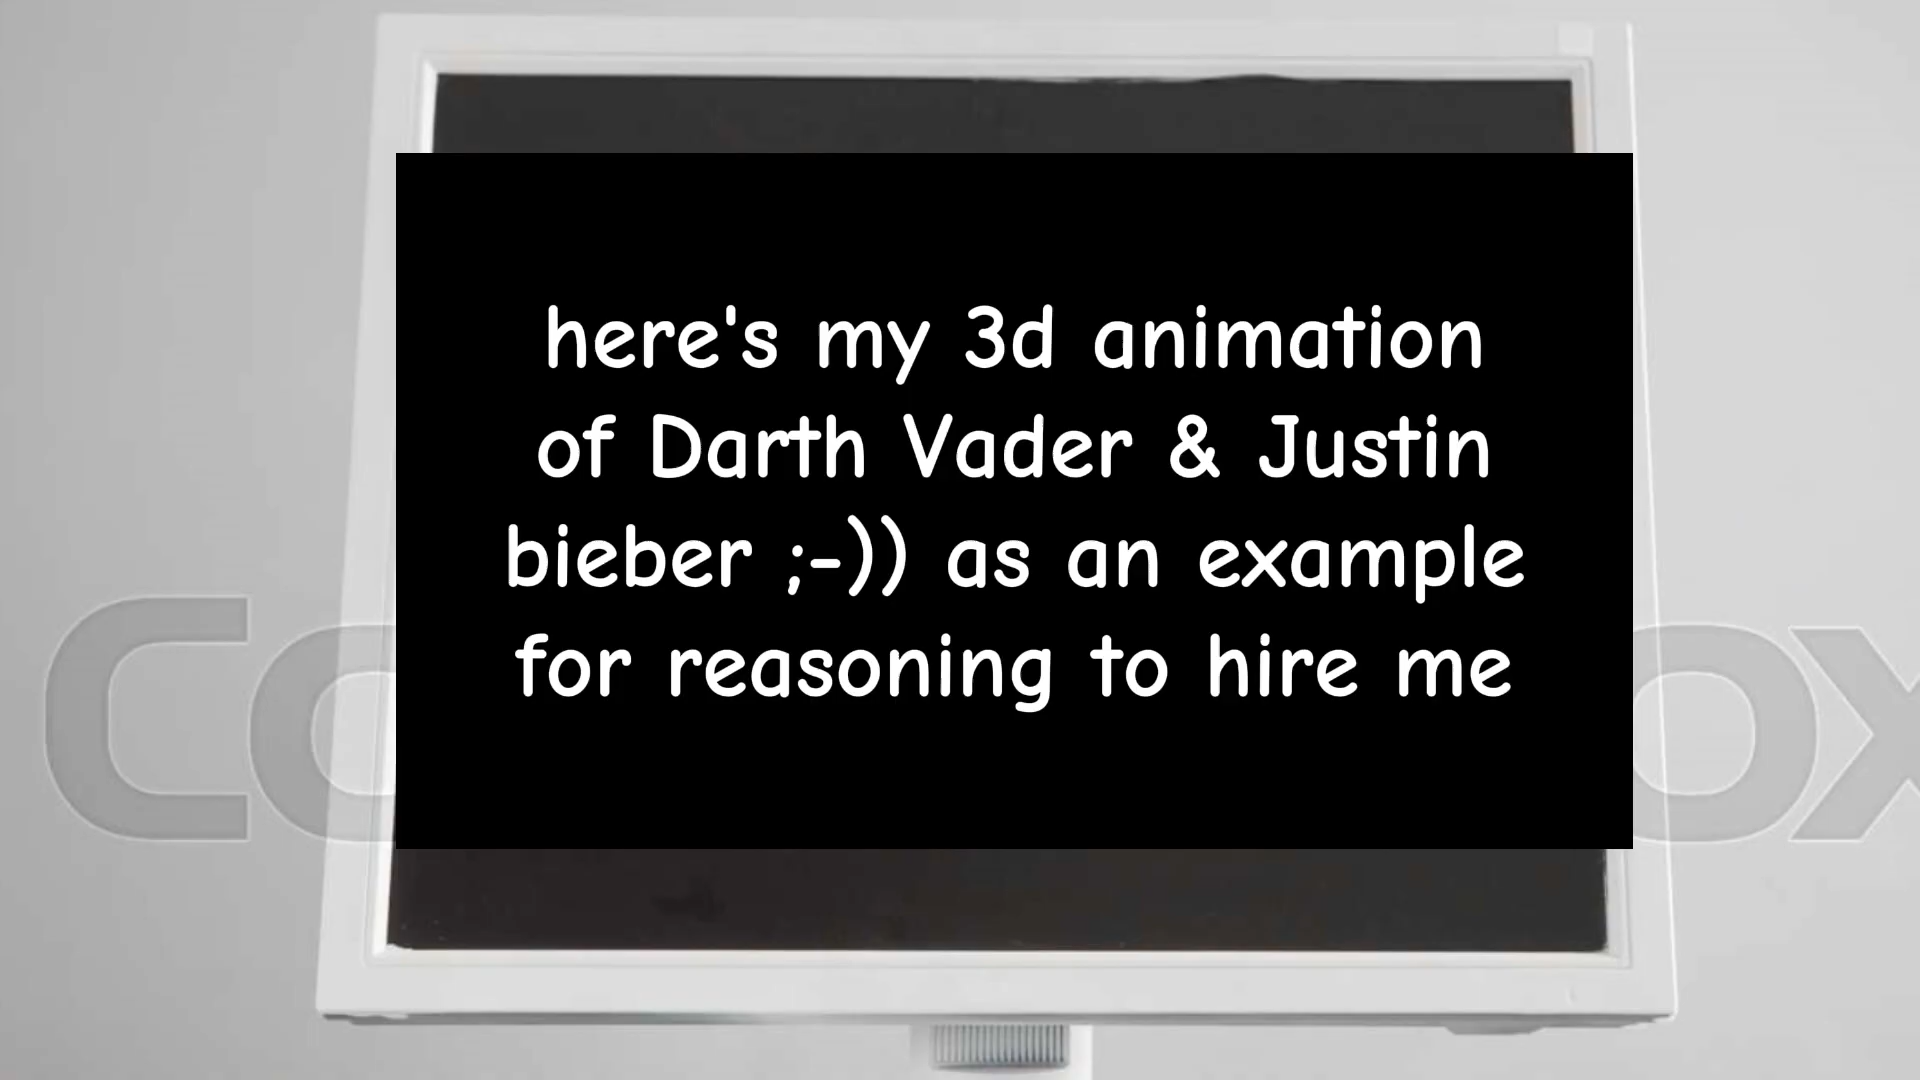 here's my 3d animation
of Darth Vader & Justin
bieber ;-)) as an example
for reasoning to hire me